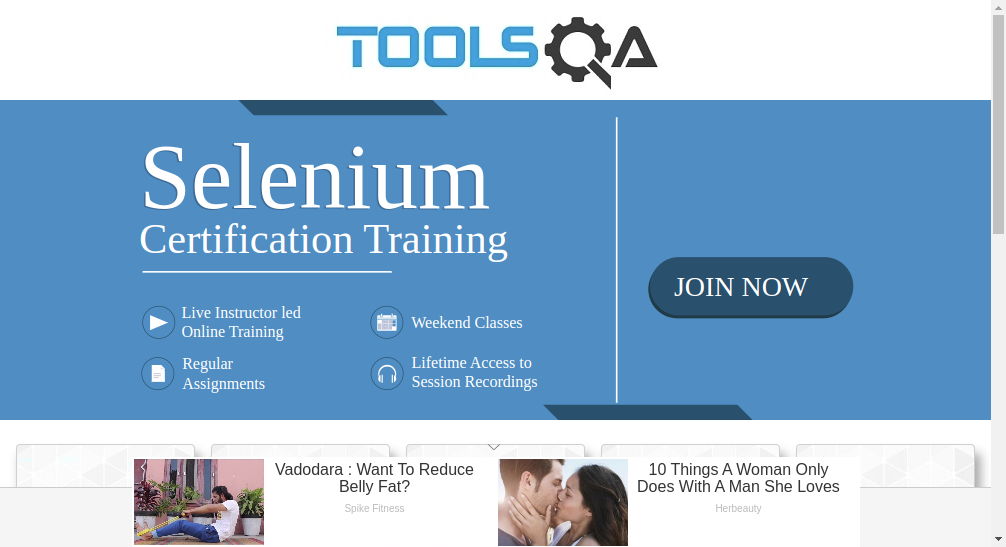 TOOLSQA
Selenium
Certification Training
JOIN NOW
Live Instructor led
Online Training
Weekend Classes
Regular
Assignments
Lifetime Access to
Session Recordings
Vadodara : Want To Reduce
Belly Fat?
Spike Fitness
10 Things A Woman Only
Does With A Man She Loves
Herbeauty